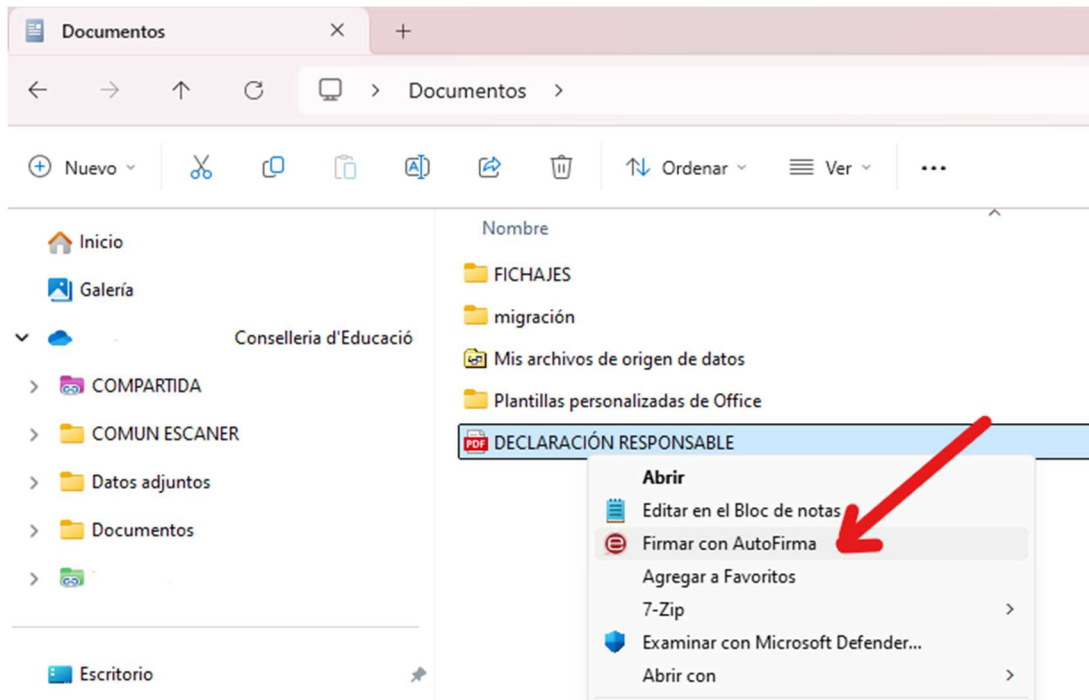 Documentos
Documentos
Nuevo
Ordenar
Ver
Inicio
Galería
Conselleria d'Educació
COMPARTIDA
COMUN ESCANER
Datos adjuntos
Documentos
Escritorio
Nombre
FICHAJES
migración
Mis archivos de origen de datos
Plantillas personalizadas de Office
PDF DECLARACIÓN RESPONSABLE
Abrir
Editar en el Bloc de notas
Firmar con AutoFirma
Agregar a Favoritos
7-Zip
Examinar con Microsoft Defender...
Abrir con